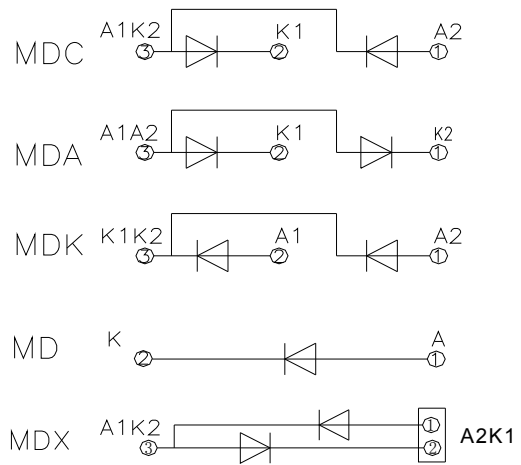 A1K2 K1 A2
MDC 3 2 1
A1A2 K1 K2
MDA 3 2 1
K1K2 A1 A2
MDK 3 2 1
K A
MD 2 1
1
MDX A1K2 A2K1
3 2